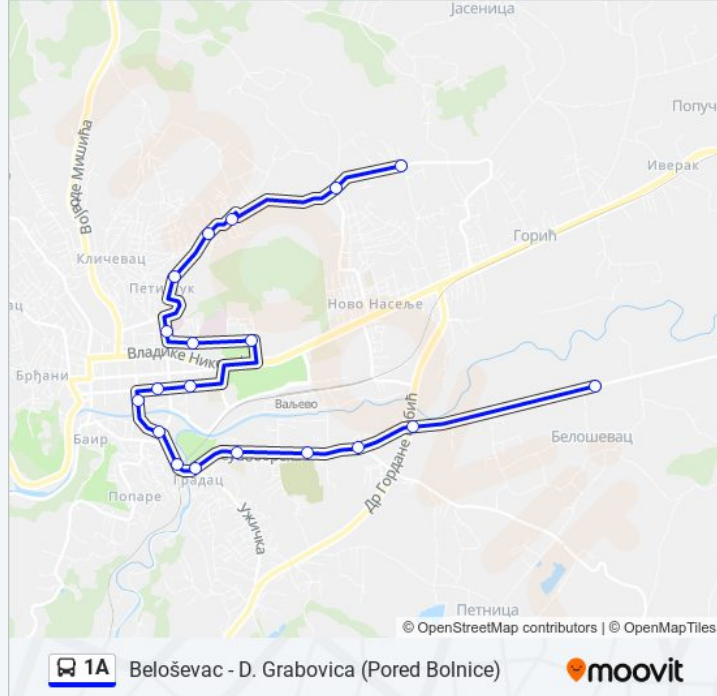 Јасеница
Попуч
Иверак
Војводе Мишића
Горић
Кличевац
Ново Насеље
Владике Ник
Брђани
ац
Ваљево
Белошевац
Баир
Градац
Попаре
Ужичка
Др Гордане
Петница
© OpenStreetMap contributors | © OpenMapTiles
1A Beloševac - D. Grabovica (Pored Bolnice)
moovit